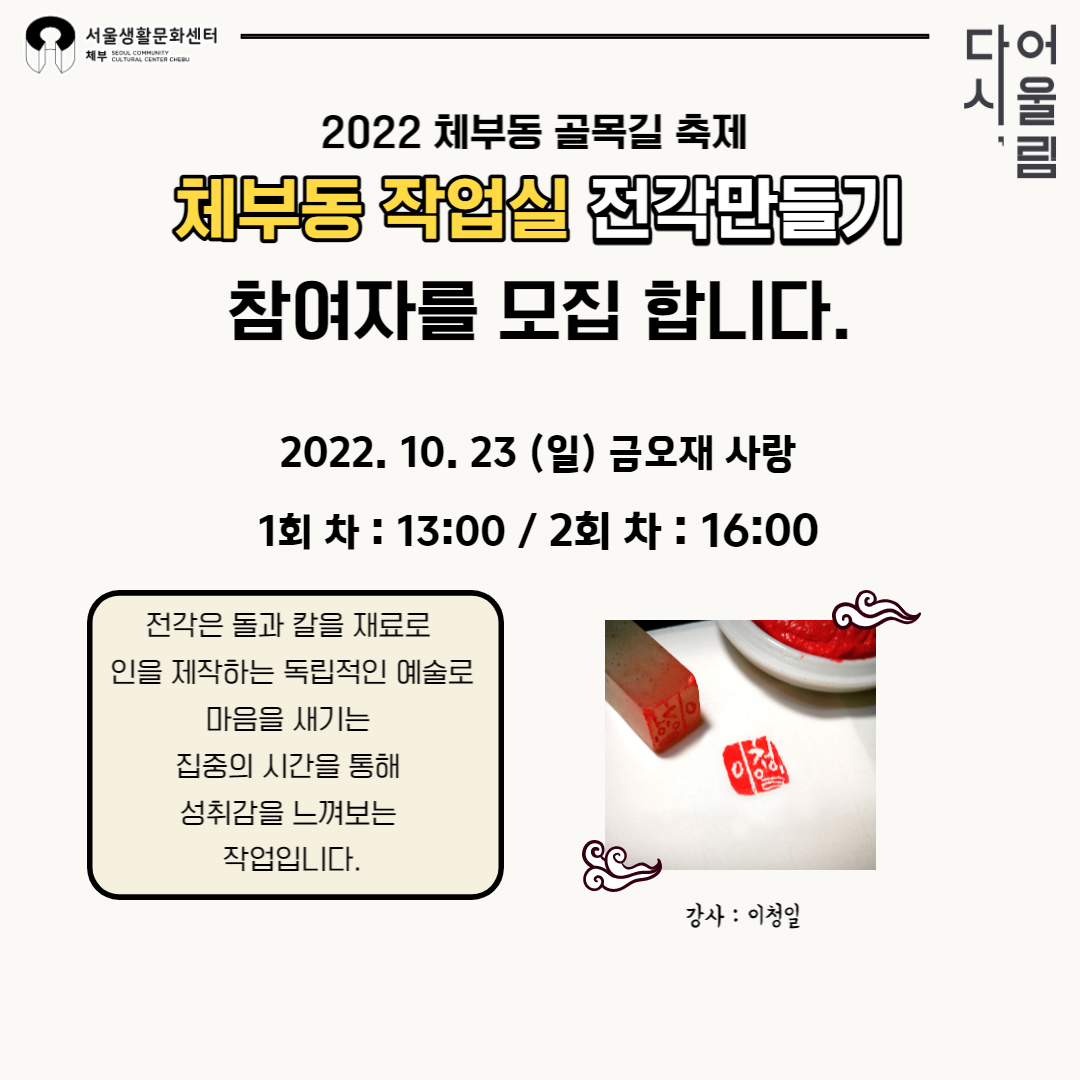 서울생활문화센터
체부 SEOUL COMMUNITY
CULTURAL CENTER CHEBU
다시,
어울림
2022 체부동 골목길 축제
체부동 작업실 전각만들기
참여자를 모집 합니다.
2022. 10. 23 (일) 금오재 사랑
1회 차 : 13:00 / 2회 차 : 16:00
전각은 돌과 칼을 재료로
인을 제작하는 독립적인 예술로
마음을 새기는
집중의 시간을 통해
성취감을 느껴보는
작업입니다.
강사 : 이청일